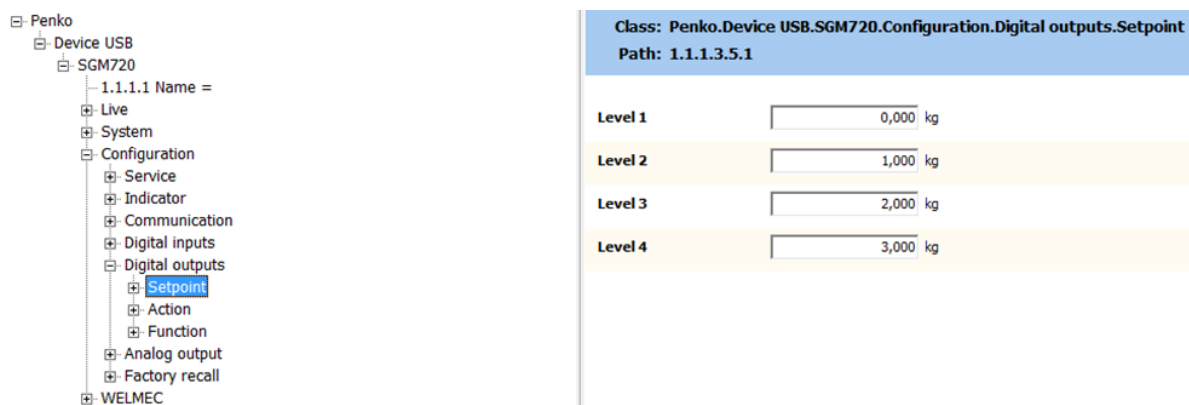 Penko
Device USB
SGM720
1.1.1.1 Name =
Live
System
Configuration
Service
Indicator
Communication
Digital inputs
Digital outputs
Setpoint
Action
Function
Analog output
Factory recall
WELMEC
Class: Penko.Device USB.SGM720.Configuration.Digital outputs.Setpoint
Path: 1.1.1.3.5.1
Level 1 0,000 kg
Level 2 1,000 kg
Level 3 2,000 kg
Level 4 3,000 kg